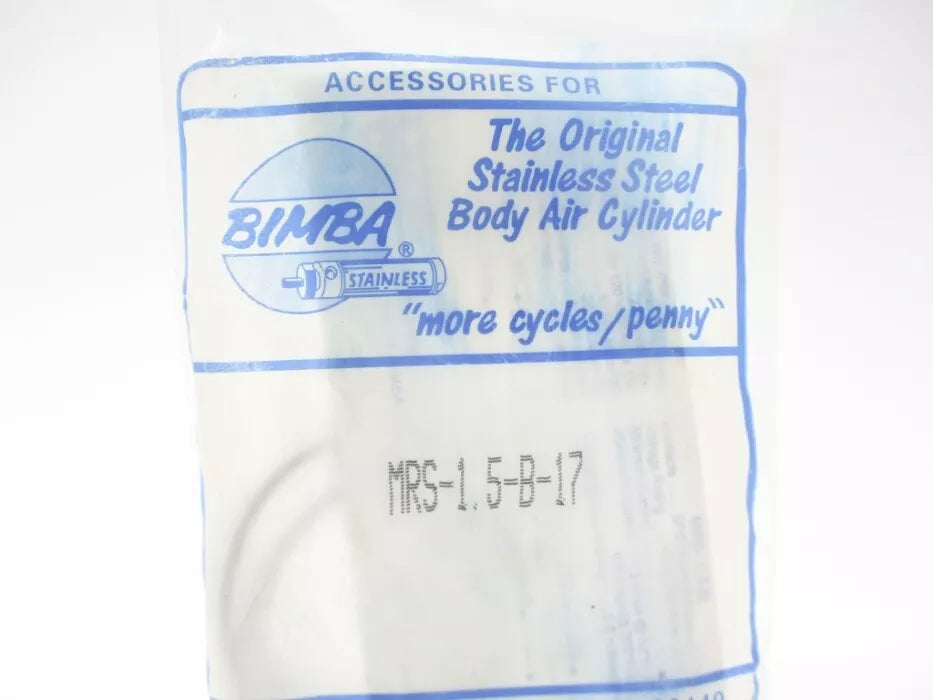 ACCESSORIES FOR
The Original
Stainless Steel
Body Air Cylinder
BIMBA®
STAINLESS
"more cycles/penny"
MRS-1.5-B-17